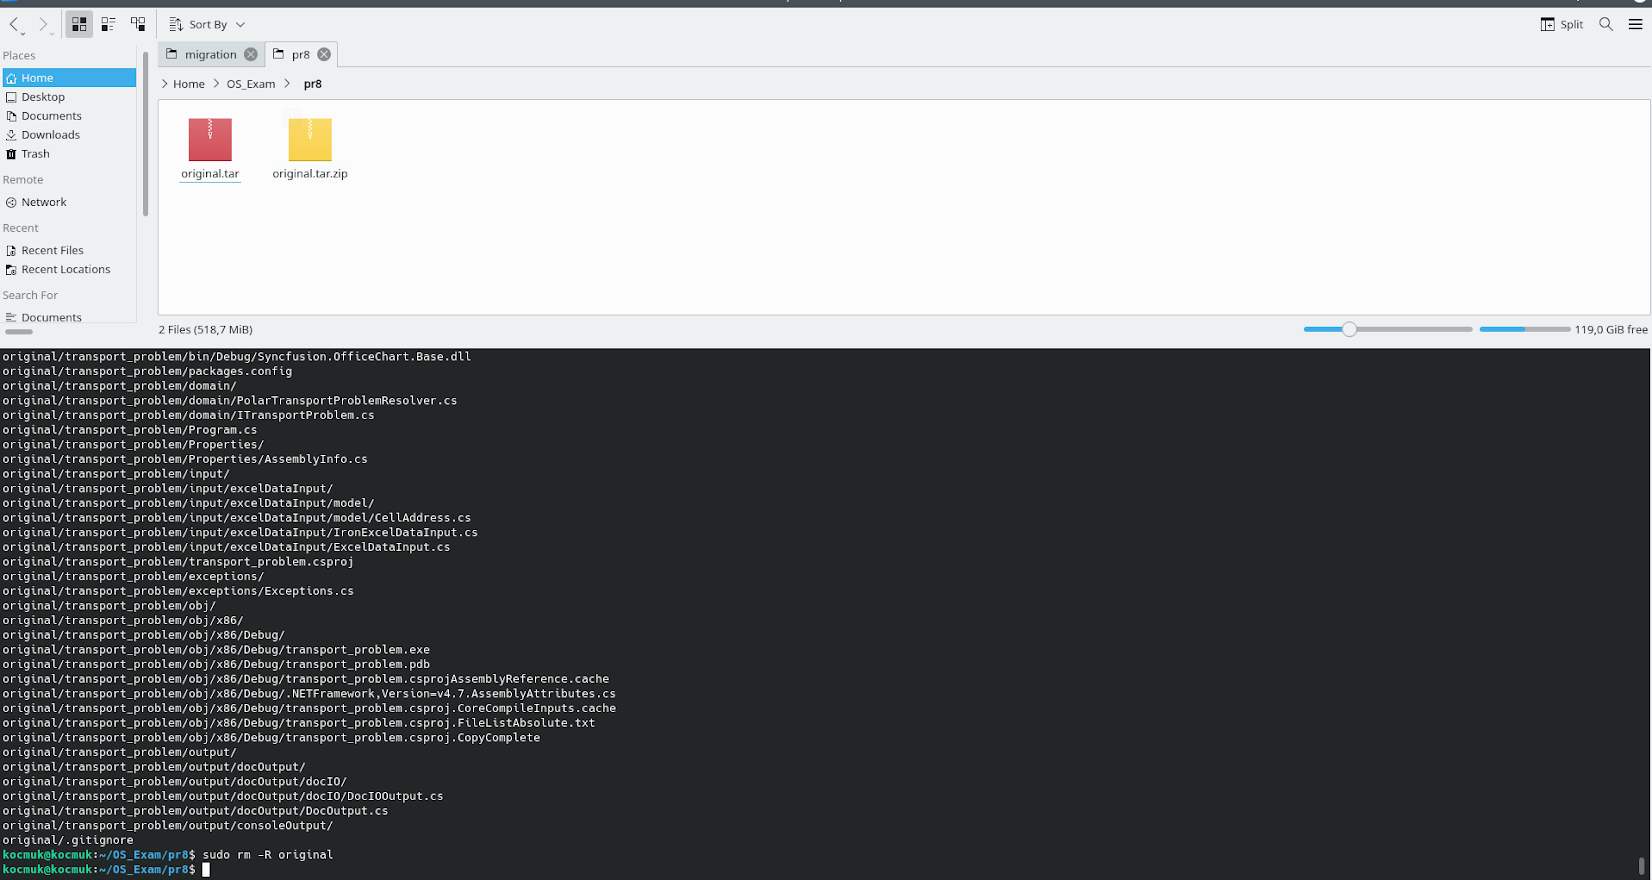 Sort By
Split
Places
Home
Desktop
Documents
Downloads
Trash
Remote
Network
Recent
Recent Files
Recent Locations
Search For
Documents
migration
pr8
Home
OS_Exam
pr8
original.tar
original.tar.zip
2 Files (518,7 MiB)
119,0 GiB free
original/transport_problem/bin/Debug/Syncfusion.OfficeChart.Base.dll
original/transport_problem/packages.config
original/transport_problem/domain/
original/transport_problem/domain/PolarTransportProblemResolver.cs
original/transport_problem/domain/ITransportProblem.cs
original/transport_problem/Program.cs
original/transport_problem/Properties/
original/transport_problem/Properties/AssemblyInfo.cs
original/transport_problem/input/
original/transport_problem/input/excelDataInput/
original/transport_problem/input/excelDataInput/model/
original/transport_problem/input/excelDataInput/model/CellAddress.cs
original/transport_problem/input/excelDataInput/IronExcelDataInput.cs
original/transport_problem/input/excelDataInput/ExcelDataInput.cs
original/transport_problem/transport_problem.csproj
original/transport_problem/exceptions/
original/transport_problem/exceptions/Exceptions.cs
original/transport_problem/obj/
original/transport_problem/obj/x86/
original/transport_problem/obj/x86/Debug/
original/transport_problem/obj/x86/Debug/transport_problem.exe
original/transport_problem/obj/x86/Debug/transport_problem.pdb
original/transport_problem/obj/x86/Debug/transport_problem.csprojAssemblyReference.cache
original/transport_problem/obj/x86/Debug/.NETFramework,Version=v4.7.AssemblyAttributes.cs
original/transport_problem/obj/x86/Debug/transport_problem.csproj.CoreCompileInputs.cache
original/transport_problem/obj/x86/Debug/transport_problem.csproj.FileListAbsolute.txt
original/transport_problem/obj/x86/Debug/transport_problem.csproj.CopyComplete
original/transport_problem/output/
original/transport_problem/output/docOutput/
original/transport_problem/output/docOutput/docIO/
original/transport_problem/output/docOutput/docIO/DocIOOutput.cs
original/transport_problem/output/docOutput/DocOutput.cs
original/transport_problem/output/consoleOutput/
original/.gitignore
kocmuk@kocmuk:~/OS_Exam/pr8$ sudo rm -R original
kocmuk@kocmuk:~/OS_Exam/pr8$